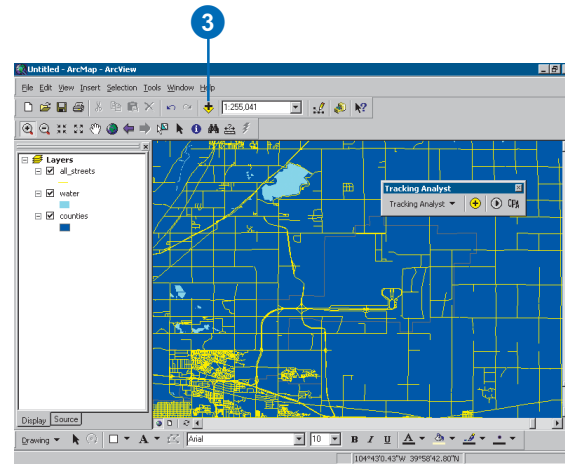 3
Untitled - ArcMap - ArcView
File Edit View Insert Selection Tools Window Help
1:255,041
Layers
all_streets
water
counties
Tracking Analyst
Tracking Analyst
CPA
Display Source
Drawing A Arial 10 B I U A
104°43'0.43"W 39°58'42.80"N